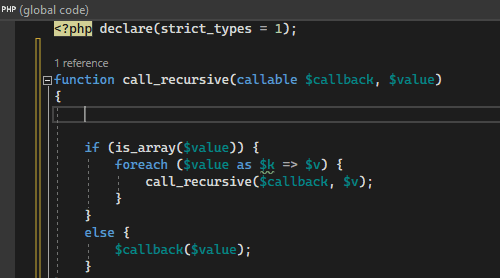 PHP (global code)
<?php declare(strict_types = 1);
1 reference
function call_recursive(callable $callback, $value)
{
if (is_array($value)) {
foreach ($value as $k => $v) {
call_recursive($callback, $v);
}
}
else {
$callback($value);
}